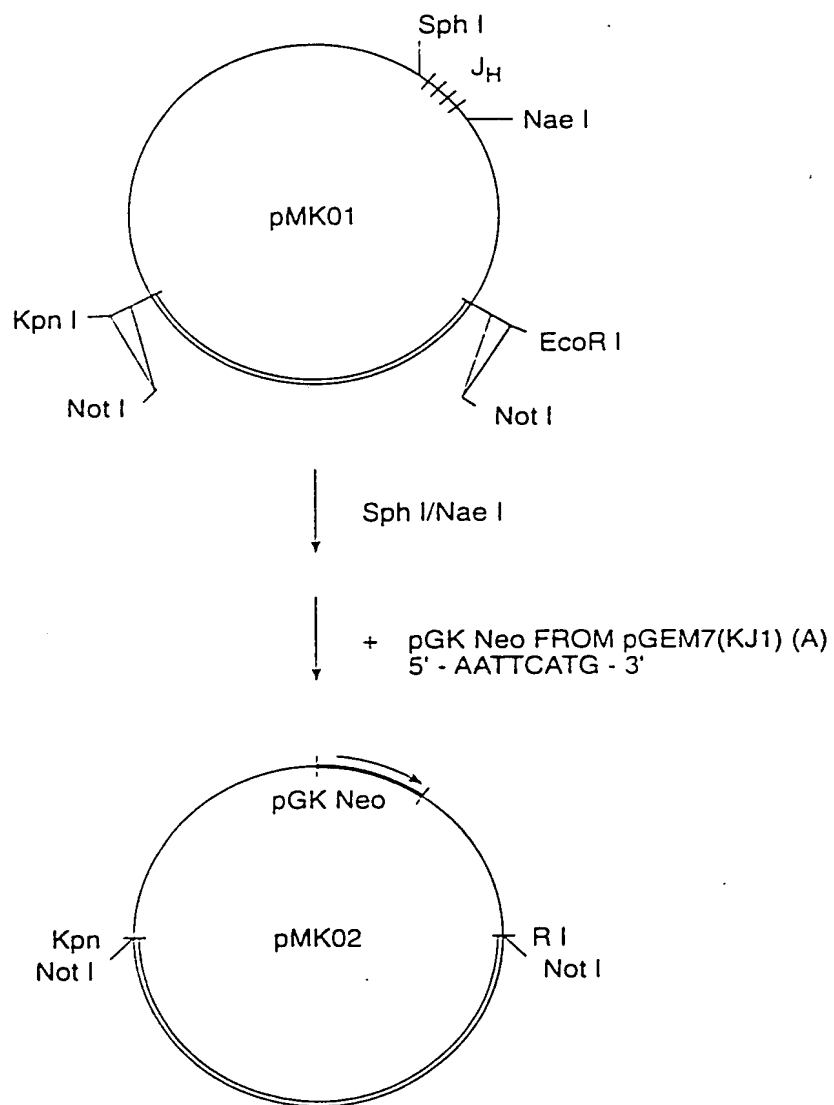 Sph I
JH
Nae I
pMK01
Kpn I
EcoR I
Not I
Not I
Sph I/Nae I
+ pGK Neo FROM pGEM7(KJ1) (A)
5' - AATTCATG - 3'
pGK Neo
Kpn
pMK02
R I
Not I
Not I